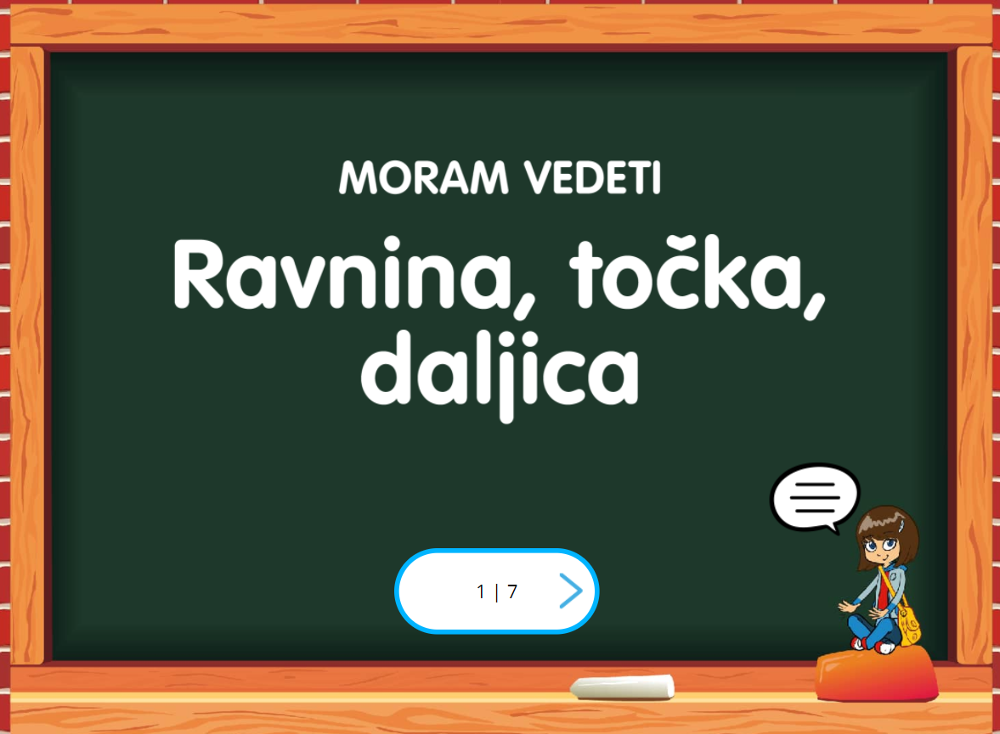 MORAM VEDETI
Ravnina, točka,
daljica
1 | 7